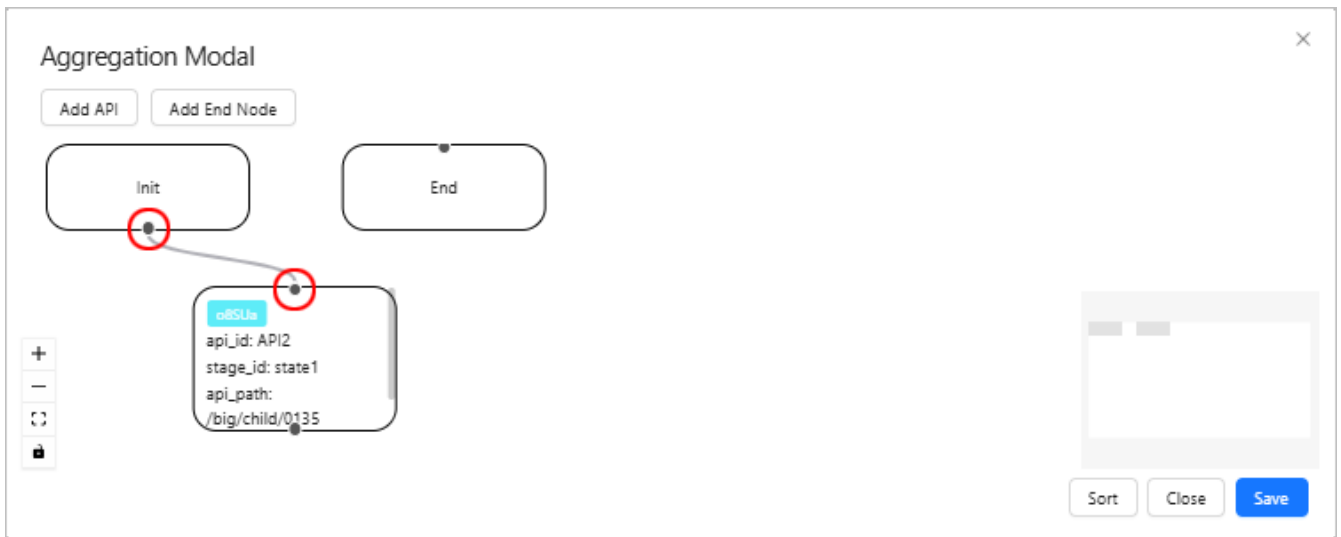 Aggregation Modal
Add API
Add End Node
Init
End
o8SUa
api_id: API2
stage_id: state1
api_path:
/big/child/0135
Sort
Close
Save